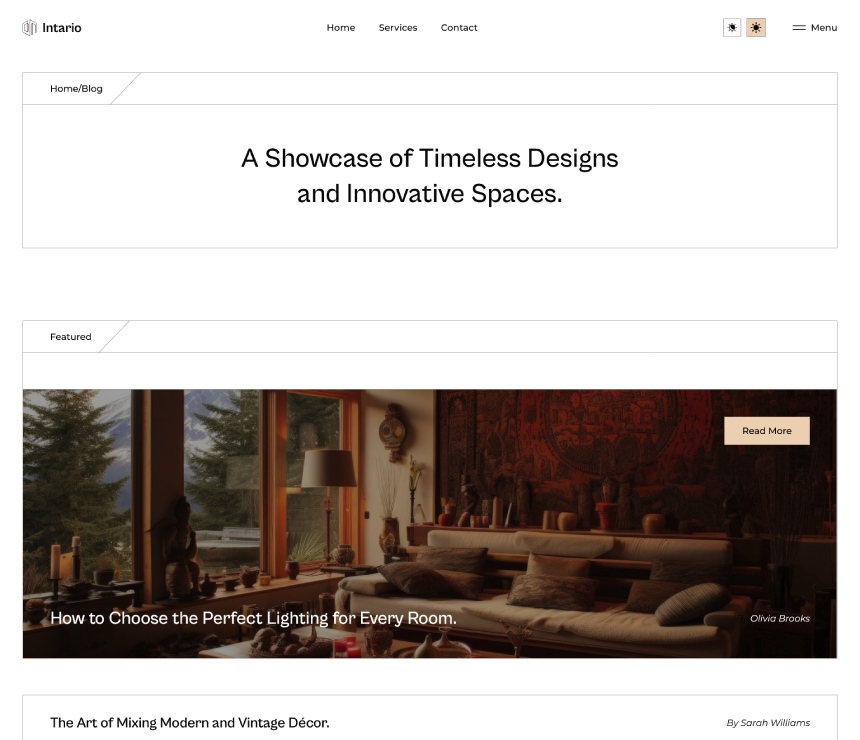 Intario
Home Services Contact
Menu
Home/Blog
A Showcase of Timeless Designs
and Innovative Spaces.
Featured
Read More
How to Choose the Perfect Lighting for Every Room.
Olivia Brooks
The Art of Mixing Modern and Vintage Décor.
By Sarah Williams